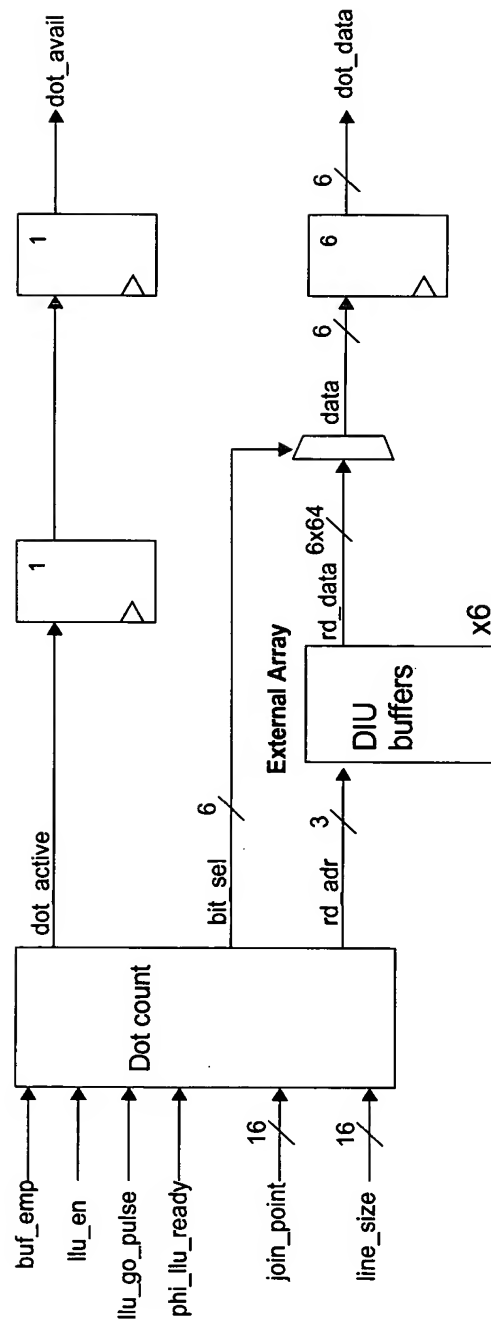 buf_emp
llu_en
llu_go_pulse
phi_llu_ready
join_point
16
line_size
16
Dot count
dot_active
1
1
dot_avail
bit_sel
6
rd_adr
3
External Array
DIU
buffers
x6
rd_data
6x64
data
6
6
6
dot_data